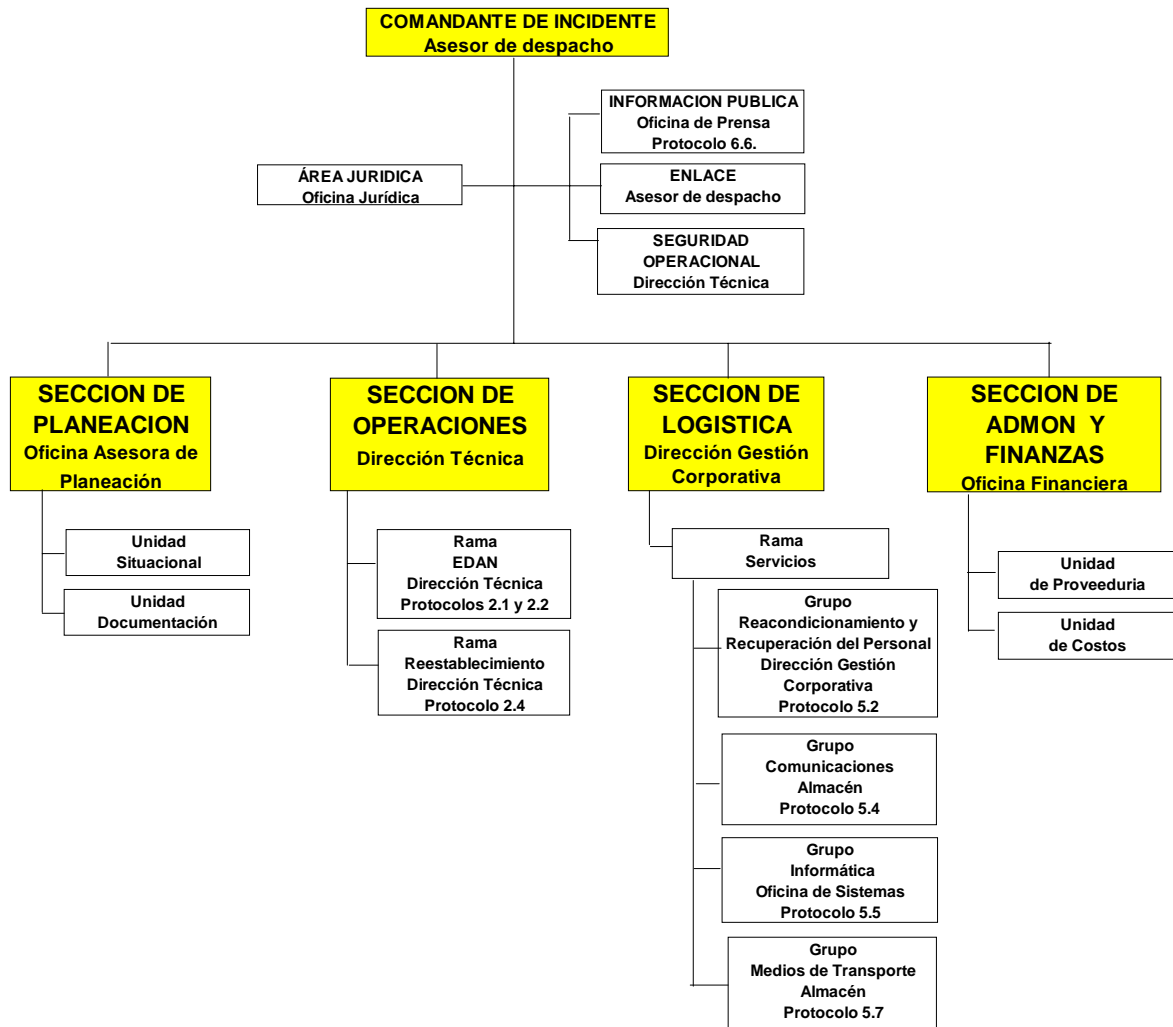 COMANDANTE DE INCIDENTE
Asesor de despacho
INFORMACION PUBLICA
Oficina de Prensa
Protocolo 6.6.
ÁREA JURIDICA
Oficina Jurídica
ENLACE
Asesor de despacho
SEGURIDAD
OPERACIONAL
Dirección Técnica
SECCION DE
PLANEACION
Oficina Asesora de
Planeación
SECCION DE
OPERACIONES
Dirección Técnica
SECCION DE
LOGISTICA
Dirección Gestión
Corporativa
SECCION DE
ADMON Y
FINANZAS
Oficina Financiera
Unidad
Situacional
Unidad
Documentación
Rama
EDAN
Dirección Técnica
Protocolos 2.1 y 2.2
Rama
Reestablecimiento
Dirección Técnica
Protocolo 2.4
Rama
Servicios
Grupo
Reacondicionamiento y
Recuperación del Personal
Dirección Gestión
Corporativa
Protocolo 5.2
Grupo
Comunicaciones
Almacén
Protocolo 5.4
Grupo
Informática
Oficina de Sistemas
Protocolo 5.5
Grupo
Medios de Transporte
Almacén
Protocolo 5.7
Unidad
de Proveeduria
Unidad
de Costos